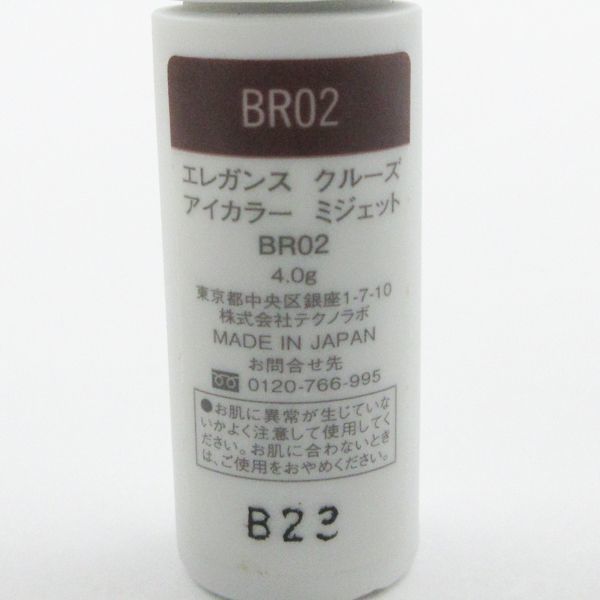 BR02
エレガンス クルーズ
アイカラー ミジェット
BR02
4.0g
東京都中央区銀座1-7-10
株式会社テクノラボ
MADE IN JAPAN
お問合せ先
0120-766-995
●お肌に異常が生じていな
いかよく注意して使用してく
ださい。お肌に合わないときは
、ご使用をおやめください。
B23